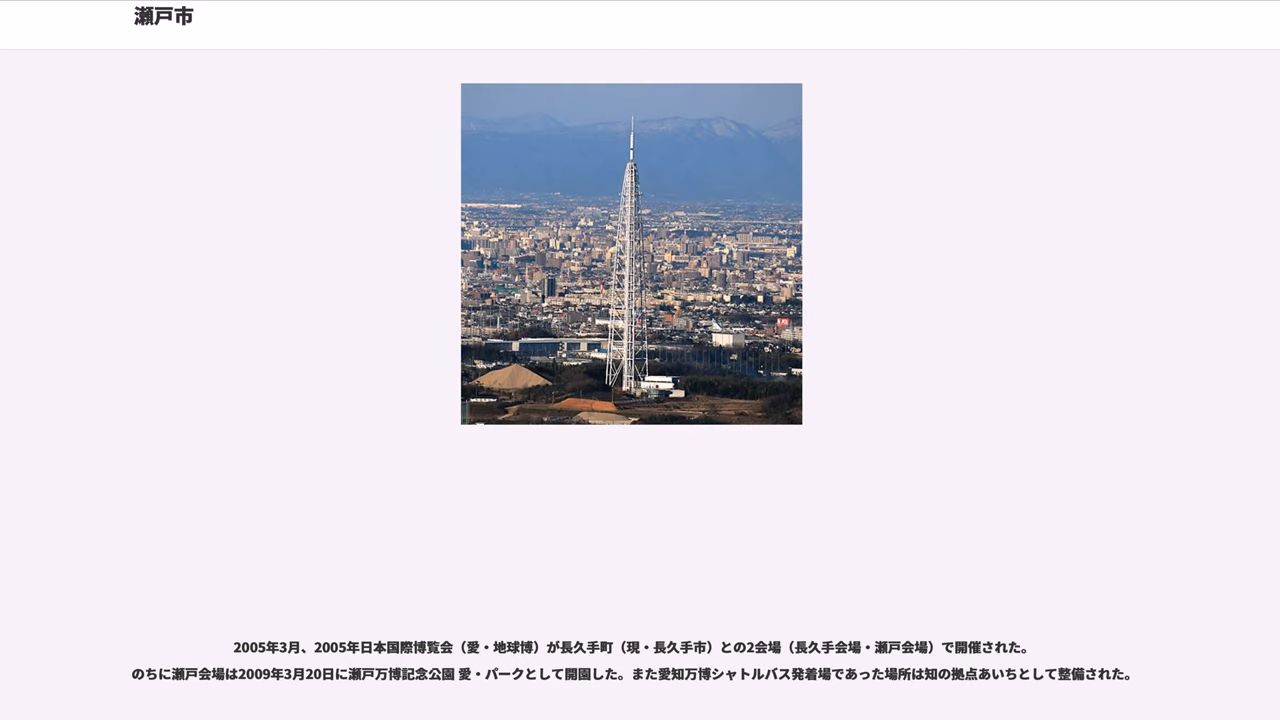 瀬戸市
2005年3月、2005年日本国際博覧会（愛・地球博）が長久手町（現・長久手市）との2会場（長久手会場・瀬戸会場）で開催された。
のちに瀬戸会場は2009年3月20日に瀬戸万博記念公園 愛・パークとして開園した。また愛知万博シャトルバス発着場であった場所は知の拠点あいちとして整備された。